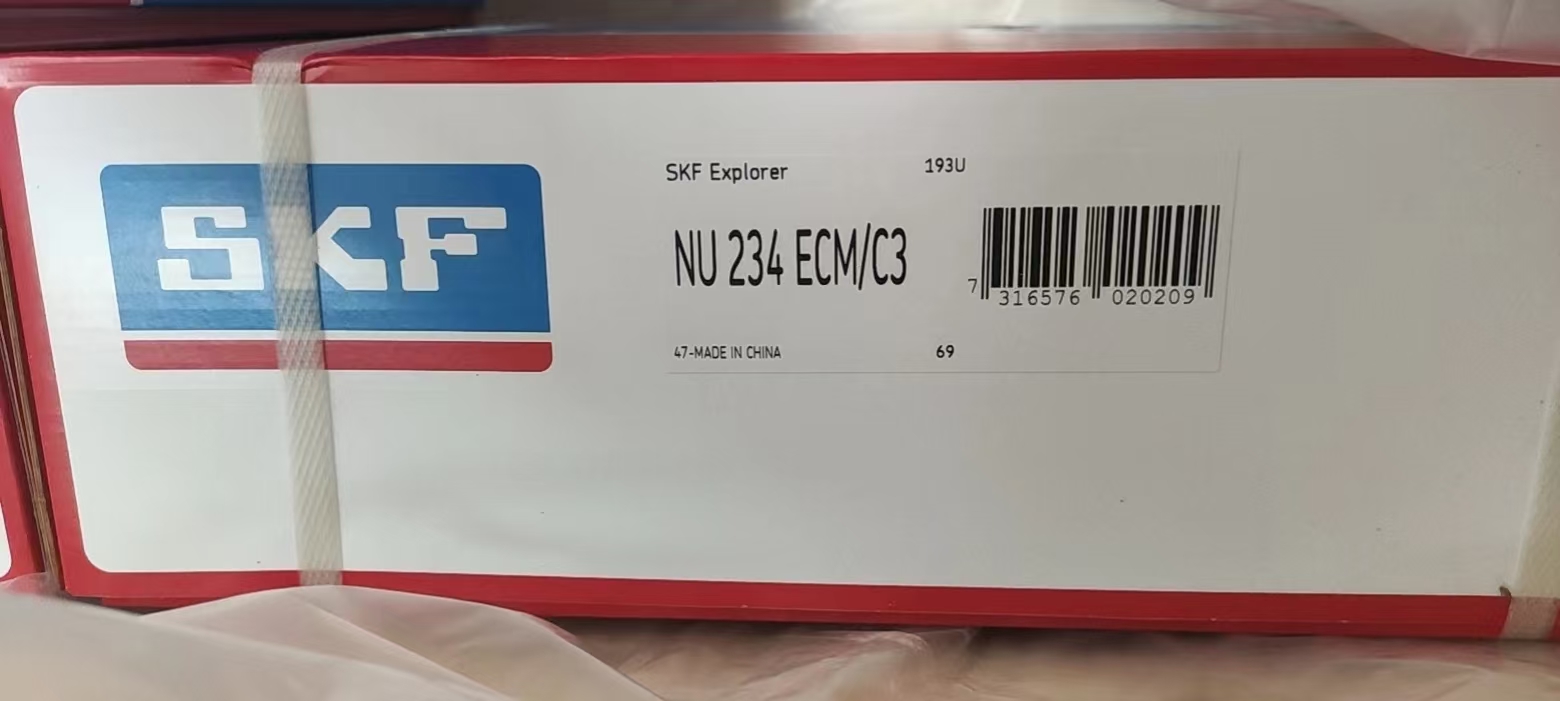 SKF
SKF Explorer 193U
NU 234 ECM/C3
7 316576 020209
47-MADE IN CHINA 69